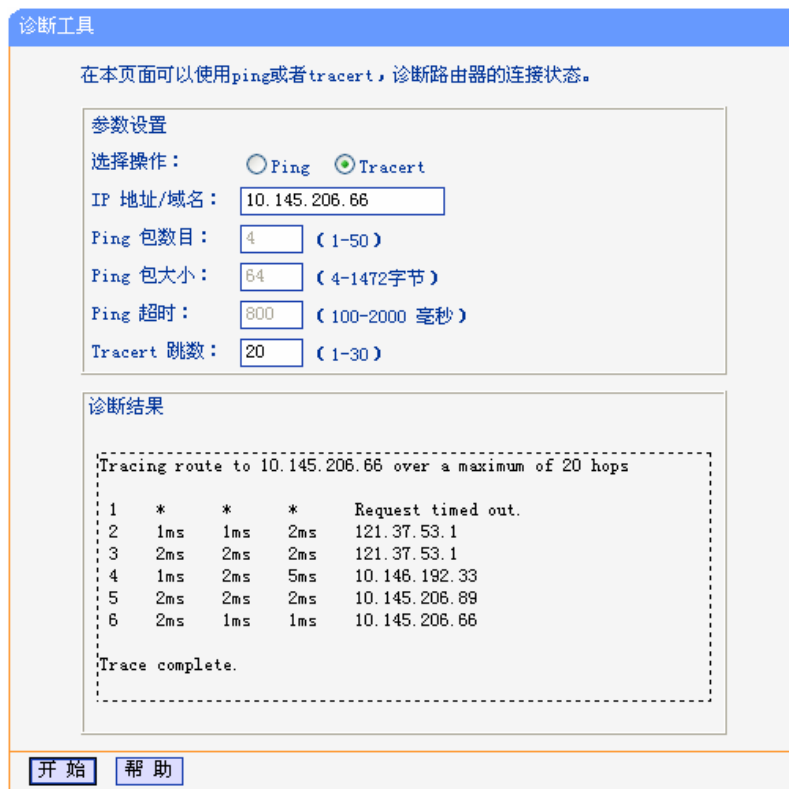 诊断工具
在本页面可以使用ping或者tracert，诊断路由器的连接状态。
参数设置
选择操作： Ping Tracert
IP 地址/域名： 10.145.206.66
Ping 包数目： 4 （1-50）
Ping 包大小： 64 （4-1472字节）
Ping 超时： 800 （100-2000 毫秒）
Tracert 跳数： 20 （1-30）
诊断结果
Tracing route to 10.145.206.66 over a maximum of 20 hops
1 * * * Request timed out.
2 1ms 1ms 2ms 121.37.53.1
3 2ms 2ms 2ms 121.37.53.1
4 1ms 2ms 5ms 10.146.192.33
5 2ms 2ms 2ms 10.145.206.89
6 2ms 1ms 1ms 10.145.206.66
Trace complete.
开 始 帮 助